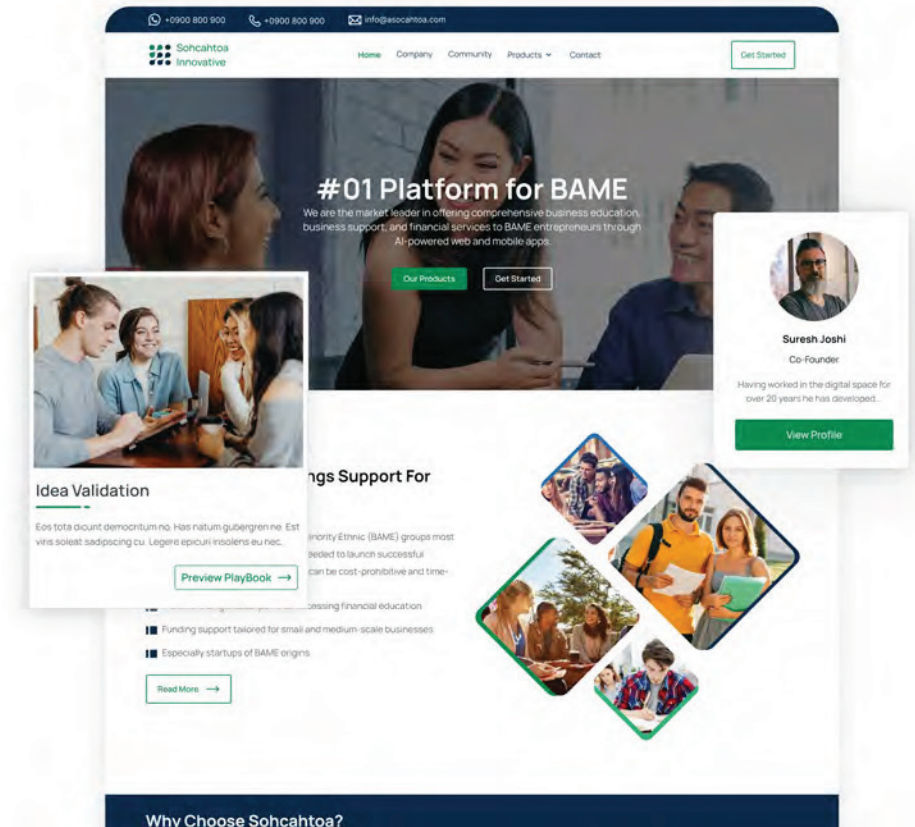 +0900 800 900
+0900 800 900
info@asocahtoa.com
Sohcahtoa
Innovative
Home
Company
Community
Products
Contact
Get Started
#01 Platform for BAME
We are the market leader in offering comprehensive business education,
business support, and financial services to BAME entrepreneurs through
AI-powered web and mobile apps.
Our Products
Get Started
Suresh Joshi
Co-Founder
Having worked in the digital space for
over 20 years he has developed...
View Profile
Idea Validation
Eos tota dicunt democritum no. Has natum gubergren ne. Est
viris soleat sadipscing cu. Legere epicuri insolens eu nec.
Preview PlayBook
ngs Support For
inority Ethnic (BAME) groups most
eeded to launch successful
can be cost-prohibitive and time-
cessing financial education
Funding support tailored for small and medium-scale businesses
Especially startups of BAME origins.
Read More
Why Choose Sohcahtoa?